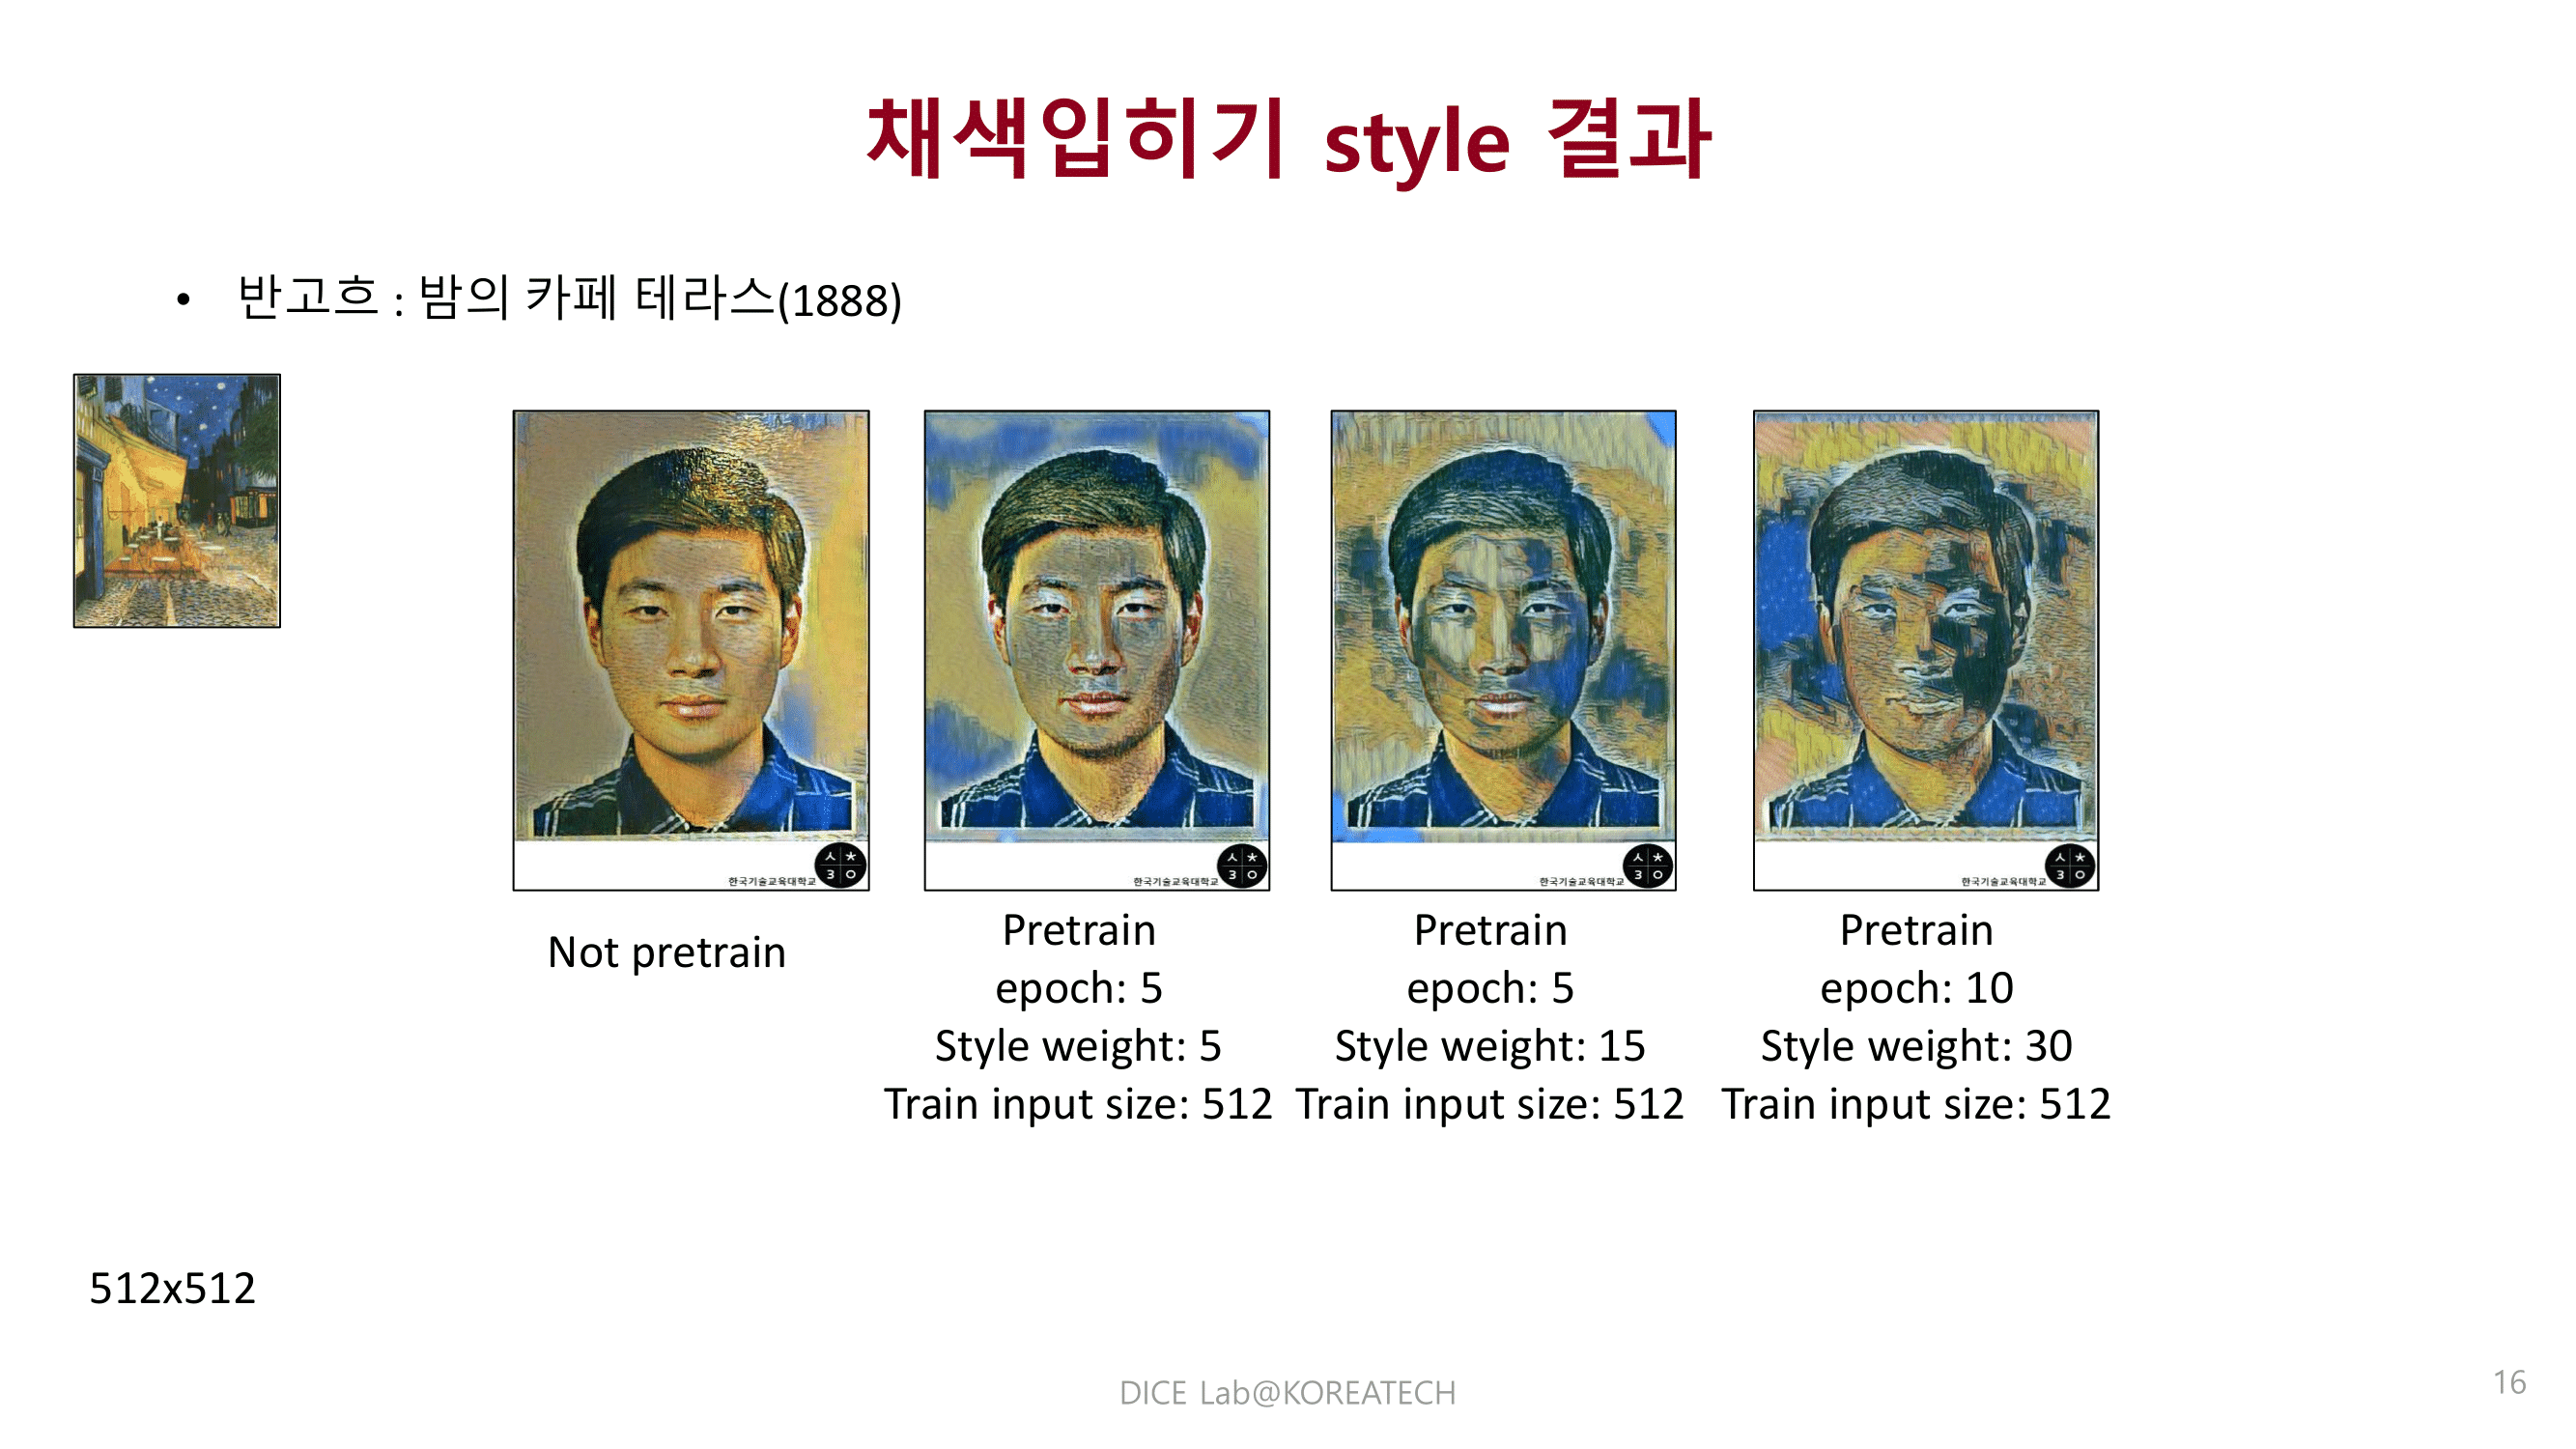 채색입히기 style 결과
• 반고흐 : 밤의 카페 테라스(1888)
한국기술교육대학교
ㅅ ㅊ
3 ㅇ
한국기술교육대학교
한국기술교육대학교
한국기술교육대학교
Not pretrain
Pretrain
epoch: 5
Style weight: 5
Train input size: 512
Pretrain
epoch: 5
Style weight: 15
Train input size: 512
Pretrain
epoch: 10
Style weight: 30
Train input size: 512
512x512
DICE Lab@KOREATECH
16